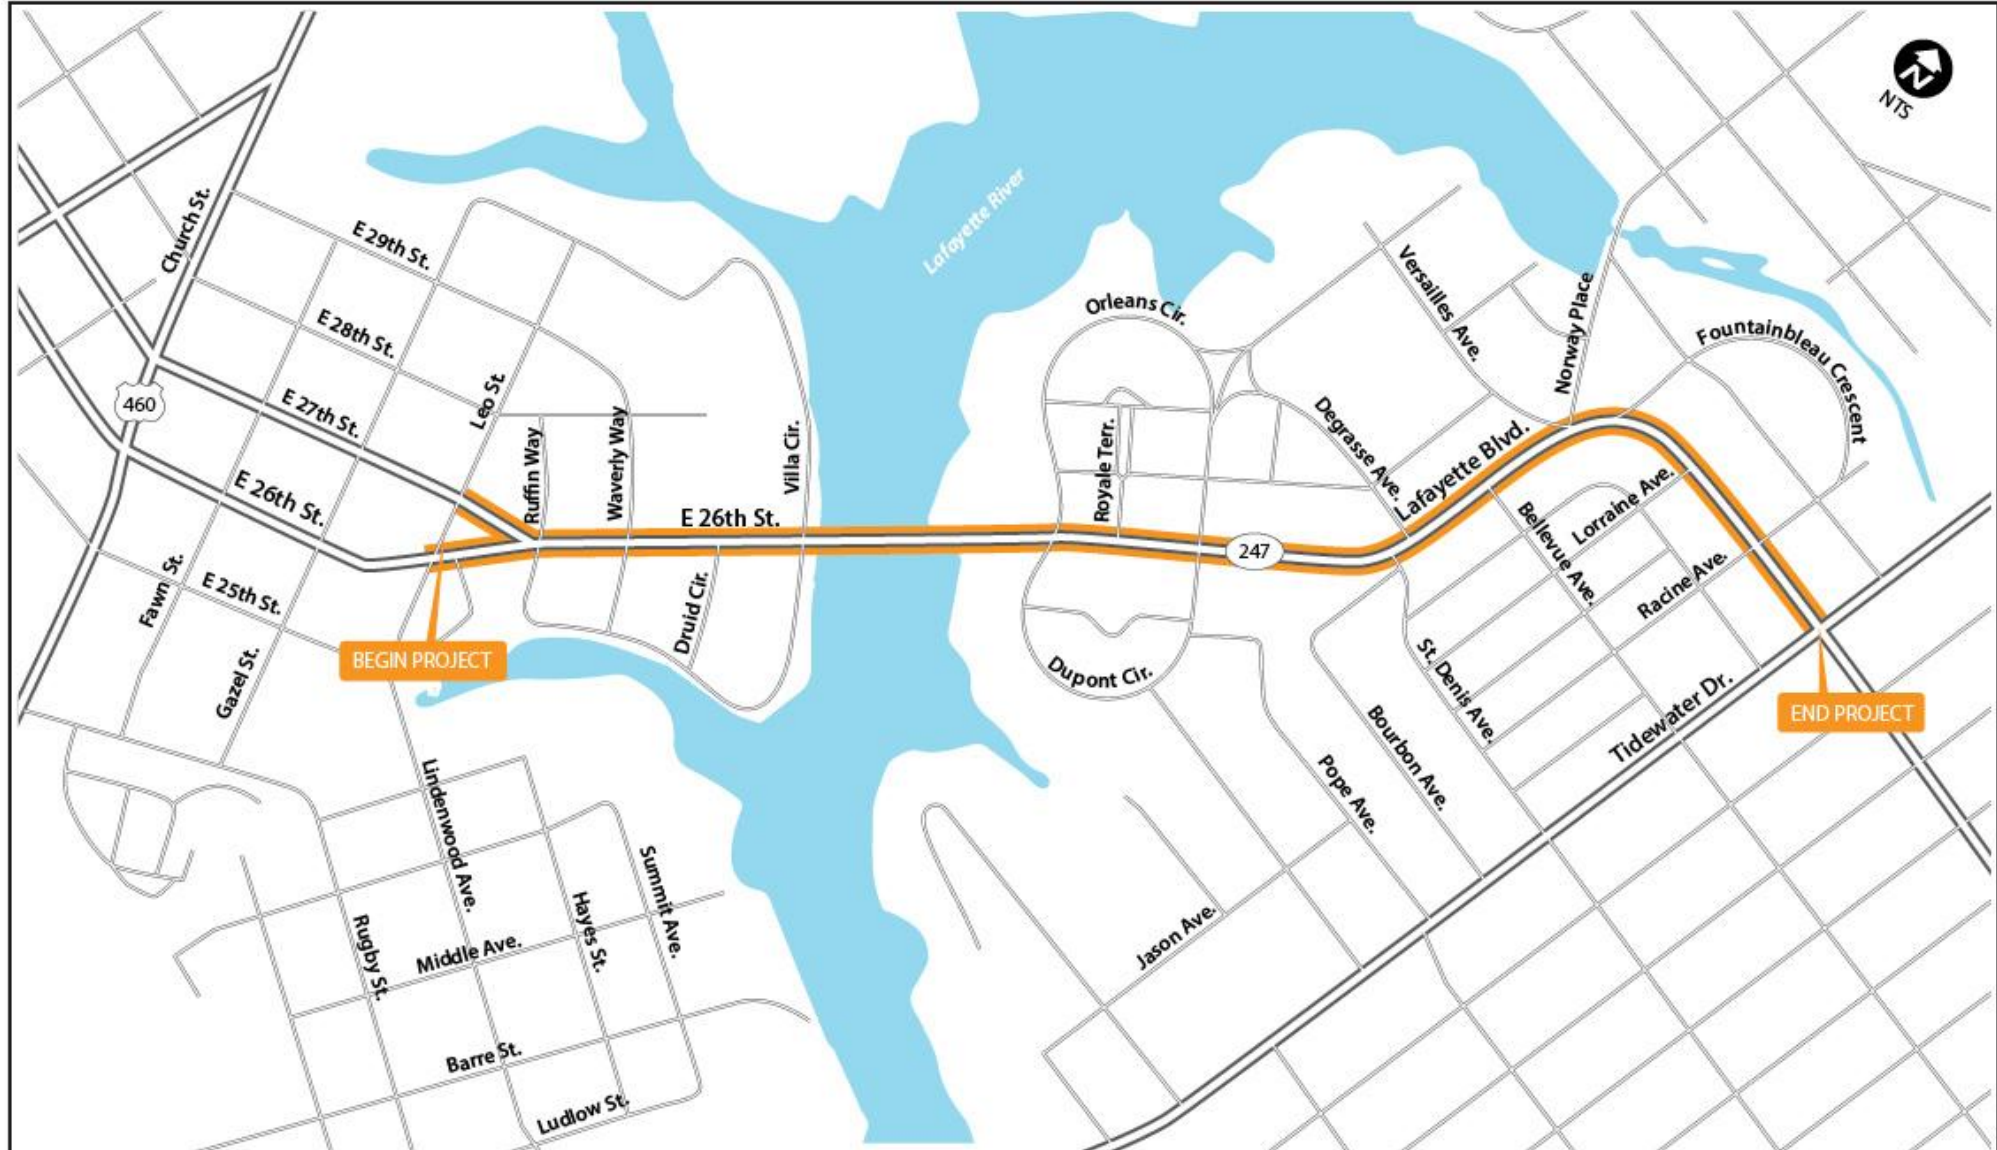 N
NTS
Church St.
E 29th St.
Lafayette River
E 28th St.
Orleans Cir.
Versailles Ave.
Norway Place
Fountainbleau Crescent
460
E 27th St.
Leo St.
Ruffin Way
Waverly Way
Villa Cir.
Royale Terr.
Degrasse Ave.
Lafayette Blvd.
E 26th St.
E 26th St.
247
Bellevue Ave.
Lorraine Ave.
Racine Ave.
Fawn St.
E 25th St.
Gazel St.
BEGIN PROJECT
Druid Cir.
Dupont Cir.
St. Denis Ave.
Tidewater Dr.
END PROJECT
Bourbon Ave.
Pope Ave.
Lindenwood Ave.
Summit Ave.
Hayes St.
Rugby St.
Middle Ave.
Jason Ave.
Barre St.
Ludlow St.